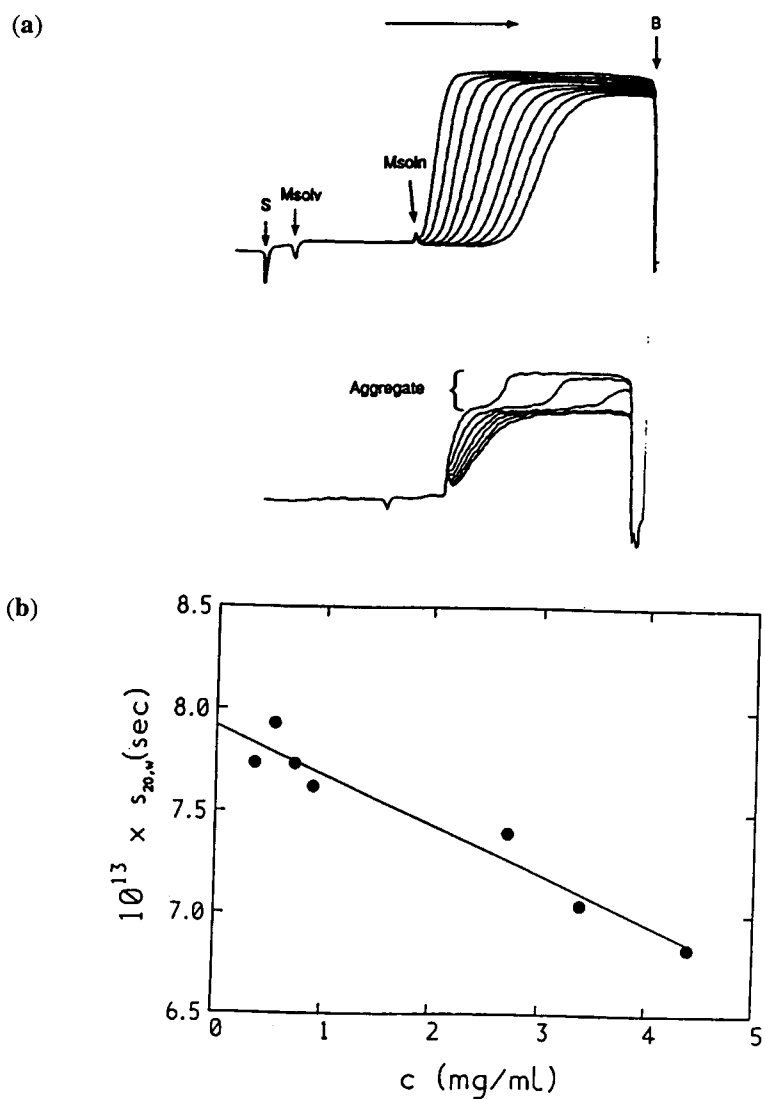 (a)
B
Msoln
S
Msolv
Aggregate
(b)
8.5
8.0
7.5
7.0
6.5
10¹³ × s₂₀,w (sec)
0
1
2
3
4
5
c (mg/ml)